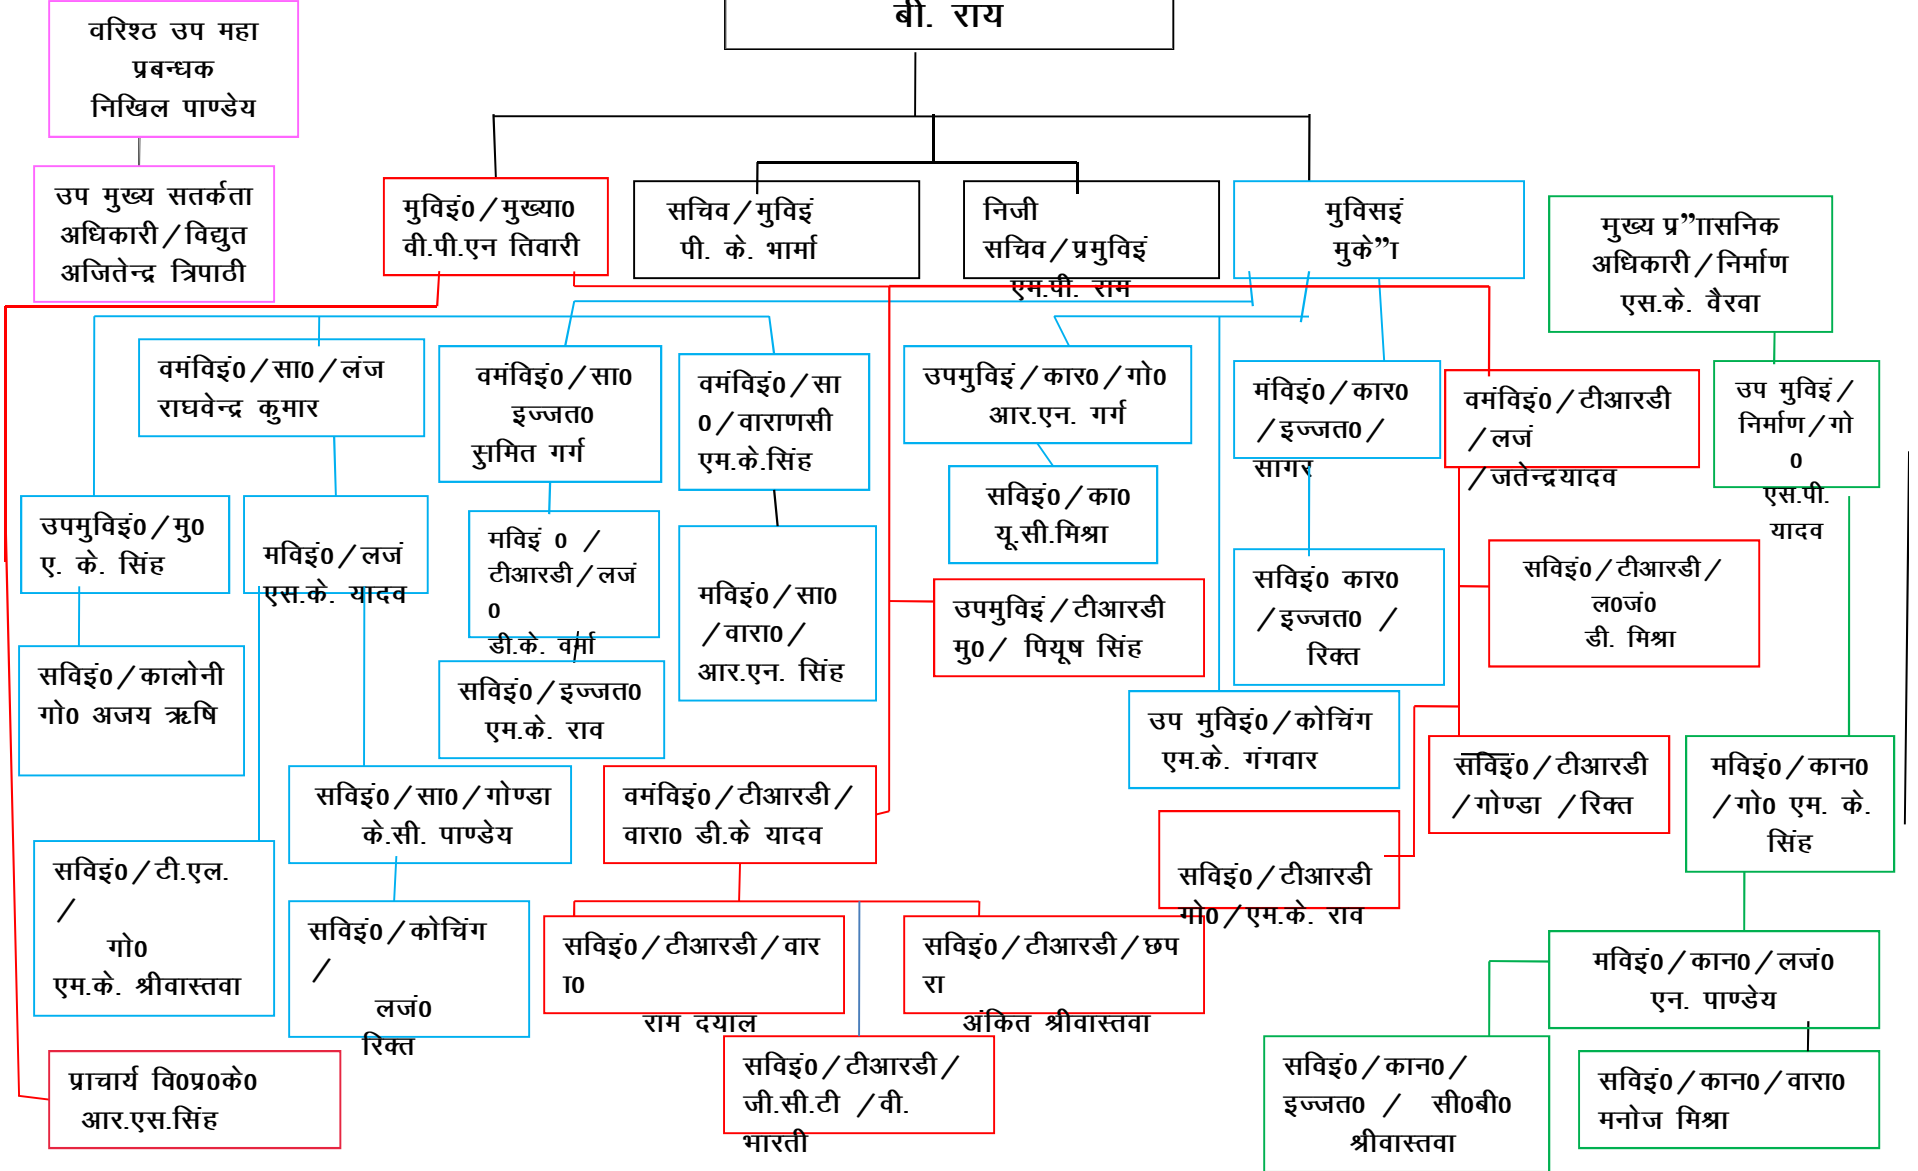 बी. राय
वरिश्ठ उप महा
प्रबन्धक
निखिल पाण्डेय
उप मुख्य सतर्कता
अधिकारी/विद्युत
अजितेन्द्र त्रिपाठी
मुविइं0/मुख्या0
वी.पी.एन तिवारी
सचिव/मुविइं
पी. के. भार्मा
निजी
सचिव/प्रमुविइं
एम.पी. राम
मुविसइं
मुके”ा
मुख्य प्र”ाासनिक
अधिकारी/निर्माण
एस.के. वैरवा
वमंविइं0/सा0/लंज
राघवेन्द्र कुमार
वमंविइं0/सा0
इज्जत0
सुमित गर्ग
वमंविइं0/सा
0/वाराणसी
एम.के.सिंह
उपमुविइं/कार0/गो0
आर.एन. गर्ग
मंविइं0/कार0
/इज्जत0/
सागर
वमंविइं0/टीआरडी
/लजं
/जतेन्द्रयादव
उप मुविइं/
निर्माण/गो
0
एस.पी.
यादव
उपमुविइं0/मु0
ए. के. सिंह
मविइं0/लजं
एस.के. यादव
मविइं 0 /
टीआरडी/लजं
0
डी.के. वर्मा
मविइं0/सा0
/वारा0/
आर.एन. सिंह
सविइं0/का0
यू.सी.मिश्रा
सविइं0 कार0
/इज्जत0 /
रिक्त
सविइं0/टीआरडी/
ल0जं0
डी. मिश्रा
उपमुविइं/टीआरडी
मु0/ पियूष सिंह
सविइं0/कालोनी
गो0 अजय ऋषि
सविइं0/इज्जत0
एम.के. राव
उप मुविइं0/कोचिंग
एम.के. गंगवार
सविइं0/टीआरडी
/गोण्डा /रिक्त
मविइं0/कान0
/गो0 एम. के.
सिंह
सविइं0/सा0/गोण्डा
के.सी. पाण्डेय
वमंविइं0/टीआरडी/
वारा0 डी.के यादव
सविइं0/टीआरडी
गो0/एम.के. राव
सविइं0/टी.एल.
/
गो0
एम.के. श्रीवास्तवा
सविइं0/कोचिंग
/
लजं0
रिक्त
सविइं0/टीआरडी/वार
ा0
राम दयाल
सविइं0/टीआरडी/छप
रा
अंकित श्रीवास्तवा
मविइं0/कान0/लजं0
एन. पाण्डेय
प्राचार्य वि0प्र0के0
आर.एस.सिंह
सविइं0/टीआरडी/
जी.सी.टी /वी.
भारती
सविइं0/कान0/
इज्जत0 / सी0बी0
श्रीवास्तवा
सविइं0/कान0/वारा0
मनोज मिश्रा